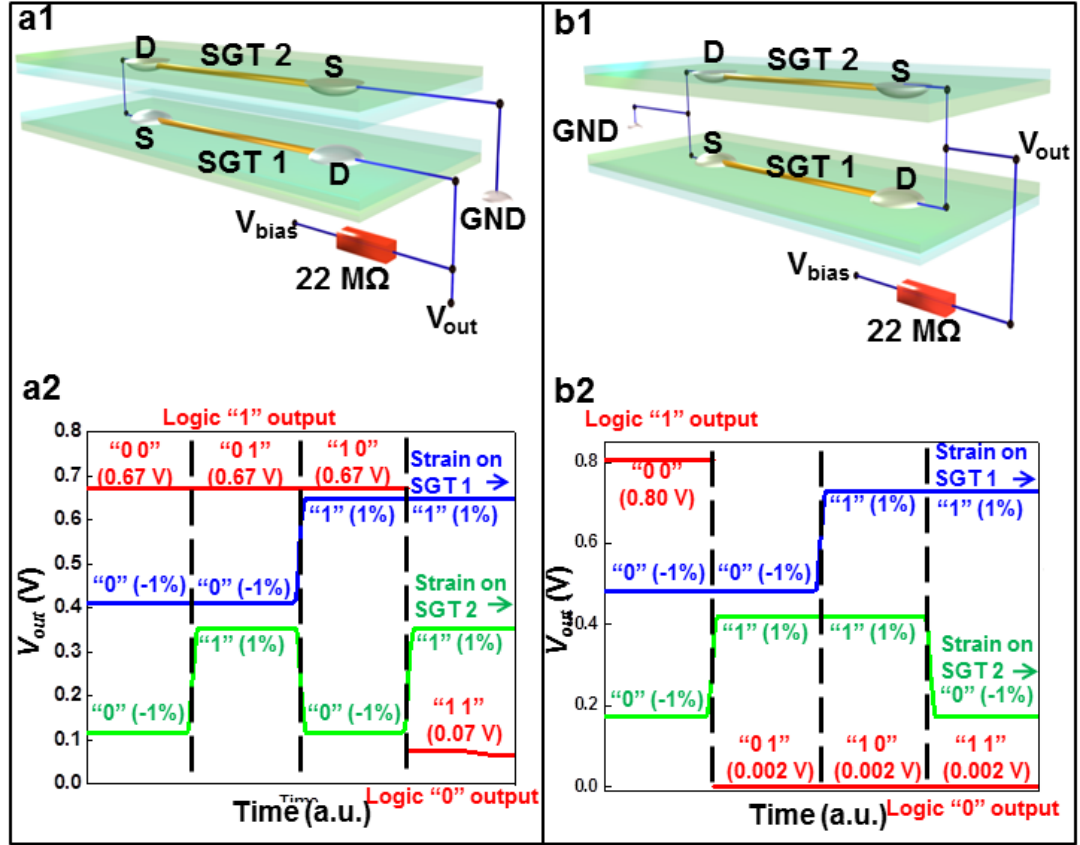 a1
D
SGT 2
S
S
SGT 1
D
GND
Vbias
22 MΩ
Vout
b1
D
SGT 2
S
GND
S
SGT 1
D
Vout
Vbias
22 MΩ
a2
Logic “1” output
0.8
0.7
0.6
0.5
0.4
0.3
0.2
0.1
0.0
Vout (V)
“0 0”
(0.67 V)
“0 1”
(0.67 V)
“1 0”
(0.67 V)
Strain on
SGT 1
“1” (1%)
“1” (1%)
“0” (-1%)
“0” (-1%)
Strain on
SGT 2
“1” (1%)
“1” (1%)
“0” (-1%)
“0” (-1%)
“1 1”
(0.07 V)
Time (a.u.)
Logic “0” output
b2
Logic “1” output
0.8
0.6
0.4
0.2
0.0
Vout (V)
“0 0”
(0.80 V)
Strain on
SGT 1
“1” (1%)
“1” (1%)
“0” (-1%)
“0” (-1%)
“1” (1%)
“1” (1%)
Strain on
SGT 2
“0” (-1%)
“0” (-1%)
“0 1”
(0.002 V)
“1 0”
(0.002 V)
“1 1”
(0.002 V)
Time (a.u.)
Logic “0” output